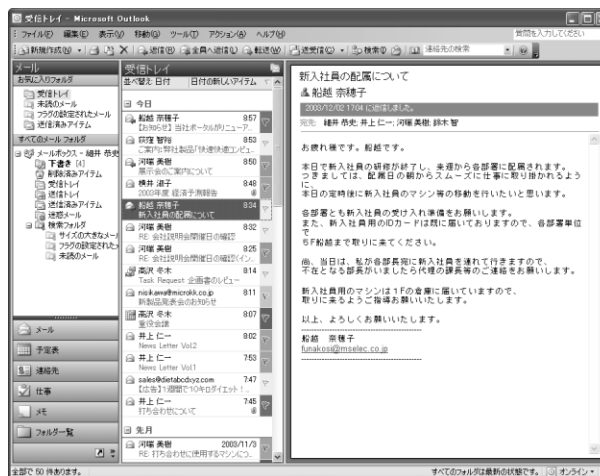 受信トレイ - Microsoft Outlook
ファイル(F) 編集(E) 表示(V) 移動(G) ツール(T) アクション(A) ヘルプ(H)
質問を入力してください
新規作成(N) 返信(R) 全員へ返信(L) 転送(W) 送受信(C) 検索(I) 連絡先の検索
メール
お気に入りフォルダ
受信トレイ
未読のメール
フラグの設定されたメール
送信済みアイテム
すべてのメール フォルダ
メールボックス - 細井 恭史
下書き [4]
削除済みアイテム
受信トレイ
送信トレイ
送信済みアイテム
迷惑メール
検索フォルダ
サイズの大きなメー
フラグの設定された
未読のメール
メール
予定表
連絡先
仕事
メモ
フォルダ一覧
受信トレイ
並べ替え: 日付 日付の新しいアイテム
今日
船越 奈穂子 8:57
【お知らせ】 当社ポータルがリニューア...
荻窪 智裕 8:53
ご案内:弊社製品「快速快速コンピュ...
河塚 美樹 8:50
展示会のご案内について
横井 淑子 8:48
2003年度 経済予測報告
船越 奈穂子 8:34
新入社員の配属について
河塚 美樹 8:32
RE: 会社説明会開催日の確認
河塚 美樹 8:25
RE: 会社説明会開催日の確認(イン...
高沢 冬木 8:14
Task Request 企画書のレビュー
nisikawa@microkk.co.jp 8:11
新製品発表会のお知らせ
高沢 冬木 8:07
重役会議
井上 仁一 8:02
News Letter Vol.2
井上 仁一 7:53
News Letter Vol.1
sales@dietabcdxyz.com 7:47
【広告】1週間で10キロダイエット！...
井上 仁一 7:45
打ち合わせについて
先月
河塚 美樹 2003/11/3
RE: 打ち合わせに使用するマシンにつ...
新入社員の配属について
船越 奈穂子
2003/12/02 17:04 に返信しました。
宛先: 細井 恭史; 井上 仁一; 河塚 美樹; 鈴木 智
お疲れ様です。船越です。
本日で新入社員の研修が終了し、来週から各部署に配属されます。
つきましては、配属日の朝からスムーズに仕事に取り掛かれるよう
に、
本日の定時後に新入社員のマシン等の移動を行いたいと思います。
各部署とも新入社員の受け入れ準備をお願いします。
また、新入社員用のIDカードは既に届いておりますので、各部署単位
で
５F船越まで取りに来てください。
尚、当日は、私が各部長宛に新入社員を連れて行きますので、
不在となる部長がいましたら代理の課長等のご連絡をお願いします。
新入社員用のマシンは１Fの倉庫に届いていますので、
取りに来るようご指導お願いいたします。
以上、よろしくお願いいたします。
船越 奈穂子
funakosi@mselec.co.jp
全部で 50 件あります。 すべてのフォルダは最新の状態です。 オンライン